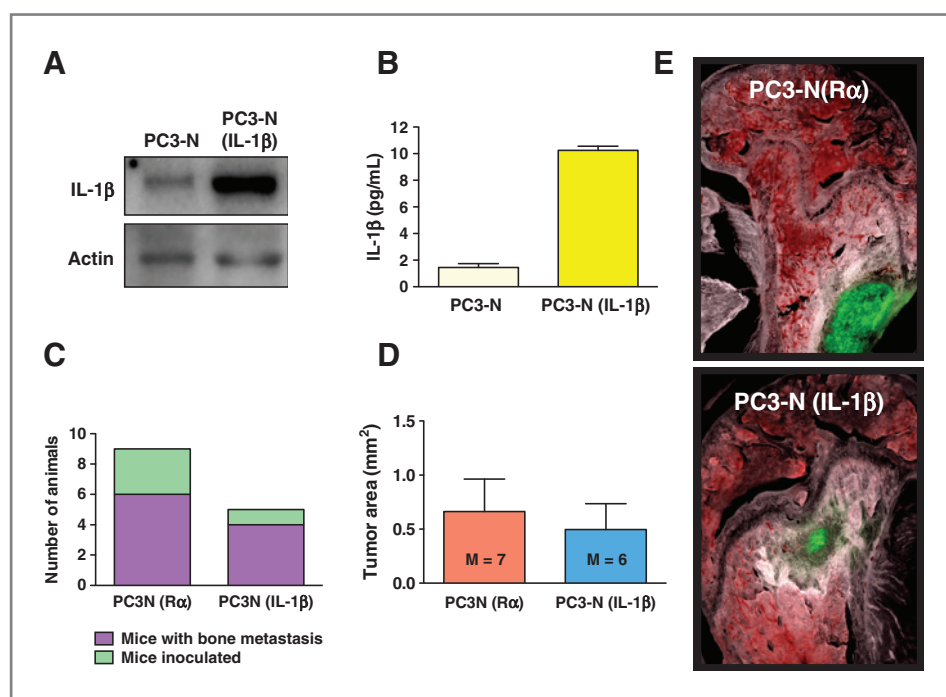 A
PC3-N
PC3-N
(IL-1β)
IL-1β
Actin
B
IL-1β (pg/mL)
12
10
8
6
4
2
0
PC3-N
PC3-N (IL-1β)
C
Number of animals
10
8
6
4
2
0
PC3N (Rα)
PC3N (IL-1β)
Mice with bone metastasis
Mice inoculated
D
Tumor area (mm²)
1.5
1.0
0.5
0.0
M = 7
M = 6
PC3N (Rα)
PC3-N (IL-1β)
E
PC3-N(Rα)
PC3-N (IL-1β)